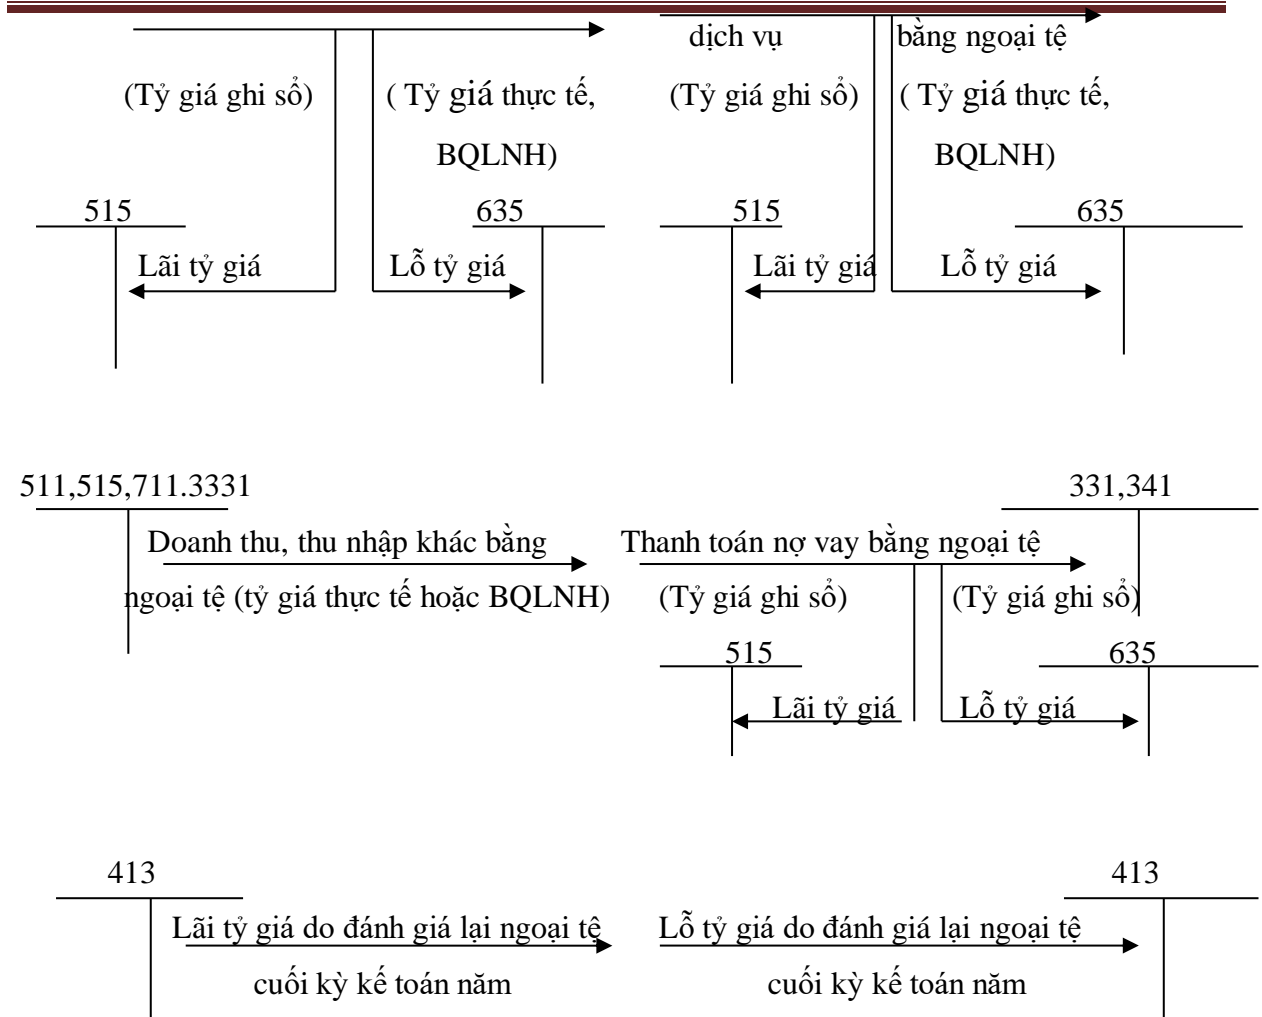 dịch vụ bằng ngoại tệ
(Tỷ giá ghi sổ) ( Tỷ giá thực tế, (Tỷ giá ghi sổ) ( Tỷ giá thực tế,
BQLNH) BQLNH)
515 635 515 635
Lãi tỷ giá Lỗ tỷ giá Lãi tỷ giá Lỗ tỷ giá
511,515,711.3331 331,341
Doanh thu, thu nhập khác bằng Thanh toán nợ vay bằng ngoại tệ
ngoại tệ (tỷ giá thực tế hoặc BQLNH) (Tỷ giá ghi sổ) (Tỷ giá ghi sổ)
515 635
Lãi tỷ giá Lỗ tỷ giá
413 413
Lãi tỷ giá do đánh giá lại ngoại tệ Lỗ tỷ giá do đánh giá lại ngoại tệ
cuối kỳ kế toán năm cuối kỳ kế toán năm